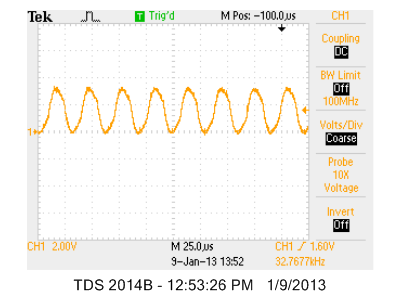 Tek T Trig'd M Pos: -100.0µs CH1
Coupling
DC
BW Limit
Off
100MHz
Volts/Div
Coarse
Probe
10X
Voltage
Invert
Off
1
CH1 2.00V M 25.0µs CH1 / 1.60V
9-Jan-13 13:52 32.7677kHz
TDS 2014B - 12:53:26 PM 1/9/2013